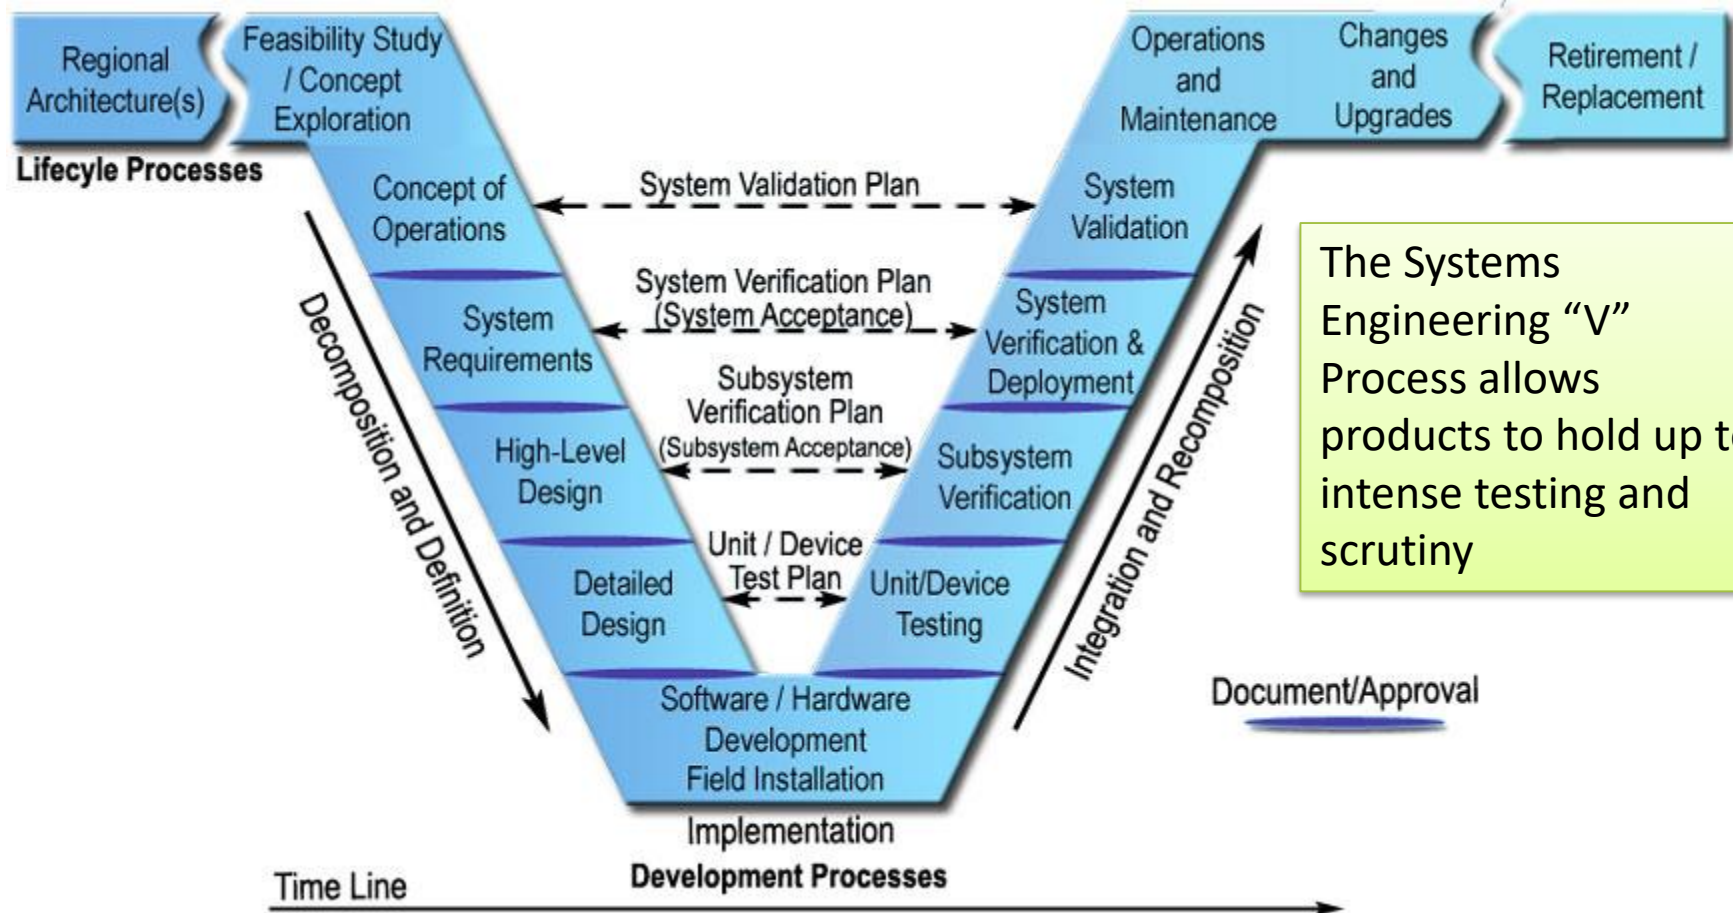 Regional
Architecture(s)
Feasibility Study
/ Concept
Exploration
Operations
and
Maintenance
Changes
and
Upgrades
Retirement /
Replacement
Lifecyle Processes
Concept of
Operations
System Validation Plan
System
Validation
System
Requirements
System Verification Plan
(System Acceptance)
System
Verification &
Deployment
High-Level
Design
Subsystem
Verification Plan
(Subsystem Acceptance)
Subsystem
Verification
Detailed
Design
Unit / Device
Test Plan
Unit/Device
Testing
Decomposition and Definition
Integration and Recomposition
Software / Hardware
Development
Field Installation
Implementation
Development Processes
Time Line
The Systems
Engineering “V”
Process allows
products to hold up to
intense testing and
scrutiny
Document/Approval